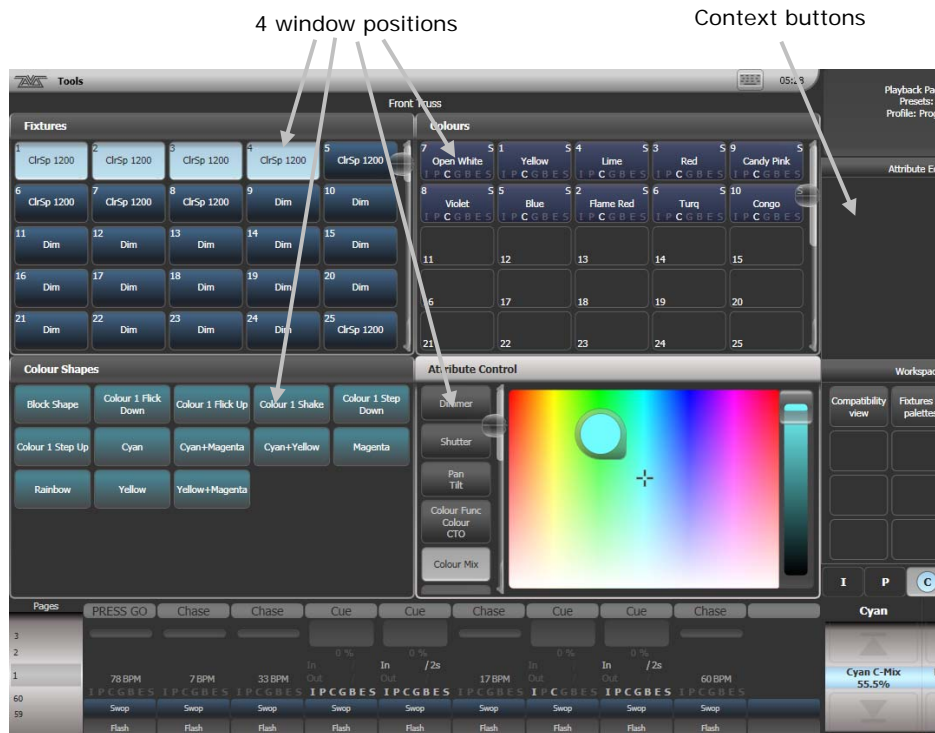 4 window positions
Context buttons
Tools
05:28
Front Truss
Playback Pa
Presets:
Profile: Prog
Fixtures
Colours
Attribute E
1 ClrSp 1200
2 ClrSp 1200
3 ClrSp 1200
4 ClrSp 1200
5 ClrSp 1200
6 ClrSp 1200
7 ClrSp 1200
8 ClrSp 1200
9 Dim
10 Dim
11 Dim
12 Dim
13 Dim
14 Dim
15 Dim
16 Dim
17 Dim
18 Dim
19 Dim
20 Dim
21 Dim
22 Dim
23 Dim
24 Dim
25 ClrSp 1200
7 S Open White I P C G B E S
1 S Yellow I P C G B E S
4 S Lime I P C G B E S
3 S Red I P C G B E S
9 S Candy Pink I P C G B E S
8 S Violet I P C G B E S
5 S Blue I P C G B E S
2 S Flame Red I P C G B E S
6 S Turq I P C G B E S
10 S Congo I P C G B E S
11 12 13 14 15
17 18 19 20
21 22 23 24 25
Colour Shapes
Attribute Control
Workspac
Block Shape
Colour 1 Flick Down
Colour 1 Flick Up
Colour 1 Shake
Colour 1 Step Down
Colour 1 Step Up
Cyan
Cyan+Magenta
Cyan+Yellow
Magenta
Rainbow
Yellow
Yellow+Magenta
Dimmer
Shutter
Pan
Tilt
Colour Func
Colour
CTO
Colour Mix
Compatibility view
Fixtures palettes
I P C
Pages
PRESS GO
Chase
Chase
Cue
Cue
Chase
Cue
Cue
Chase
Cyan
3
2
1
60
59
0 % 0 % 0 % 0 %
In In /2s In In /2s
Out Out Out Out
78 BPM 7 BPM 33 BPM 17 BPM 60 BPM
I P C G B E S I P C G B E S I P C G B E S I P C G B E S I P C G B E S I P C G B E S I P C G B E S I P C G B E S I P C G B E S
Swop Swop Swop Swop Swop Swop Swop Swop Swop
Flash Flash Flash Flash Flash Flash Flash Flash Flash
Cyan C-Mix
55.5%